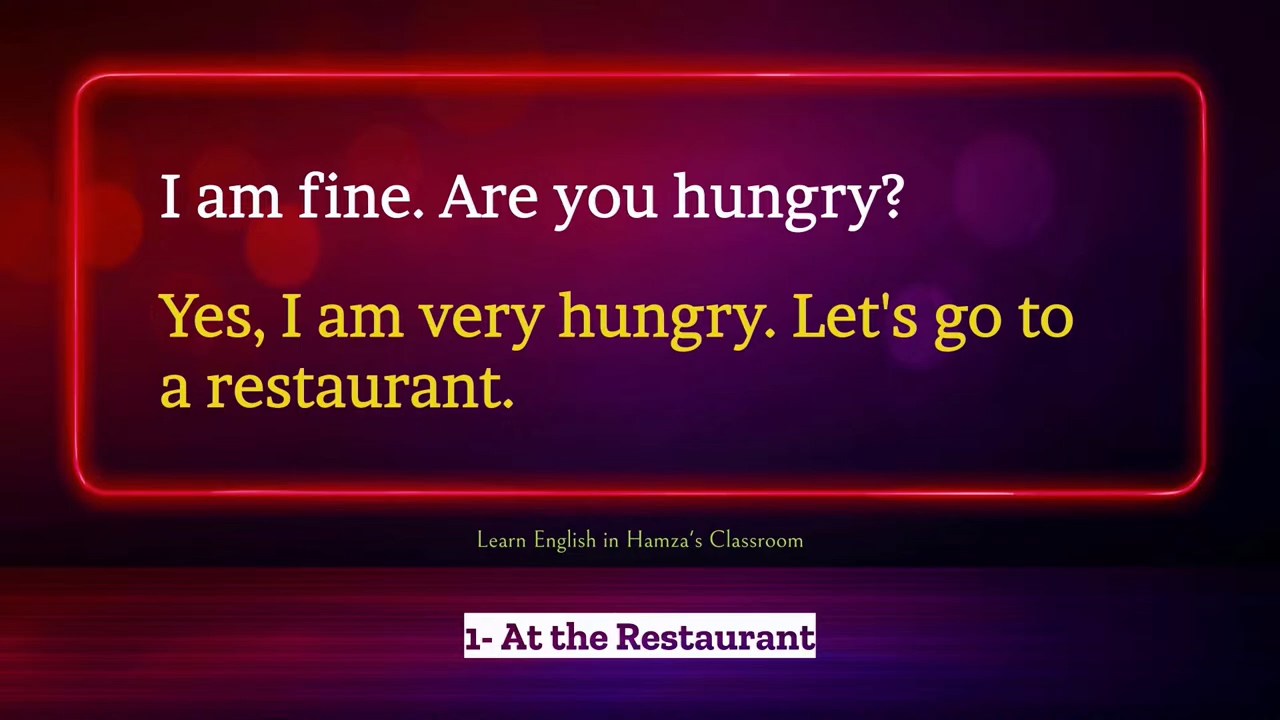 I am fine. Are you hungry?
Yes, I am very hungry. Let's go to
a restaurant.
Learn English in Hamza's Classroom
1- At the Restaurant